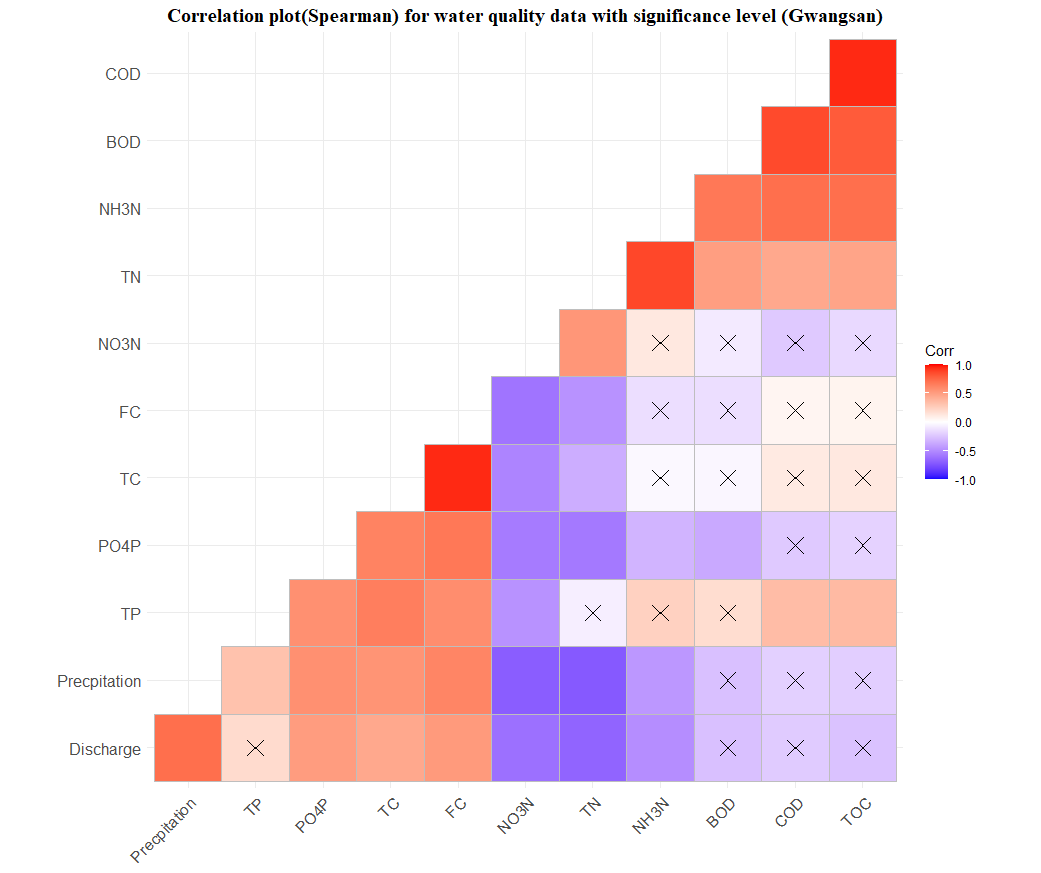 Correlation plot(Spearman) for water quality data with significance level (Gwangsan)
COD
BOD
NH3N
TN
NO3N
FC
TC
PO4P
TP
Precpitation
Discharge
Precpitation
TP
PO4P
TC
FC
NO3N
TN
NH3N
BOD
COD
TOC
Corr
1.0
0.5
0.0
-0.5
-1.0